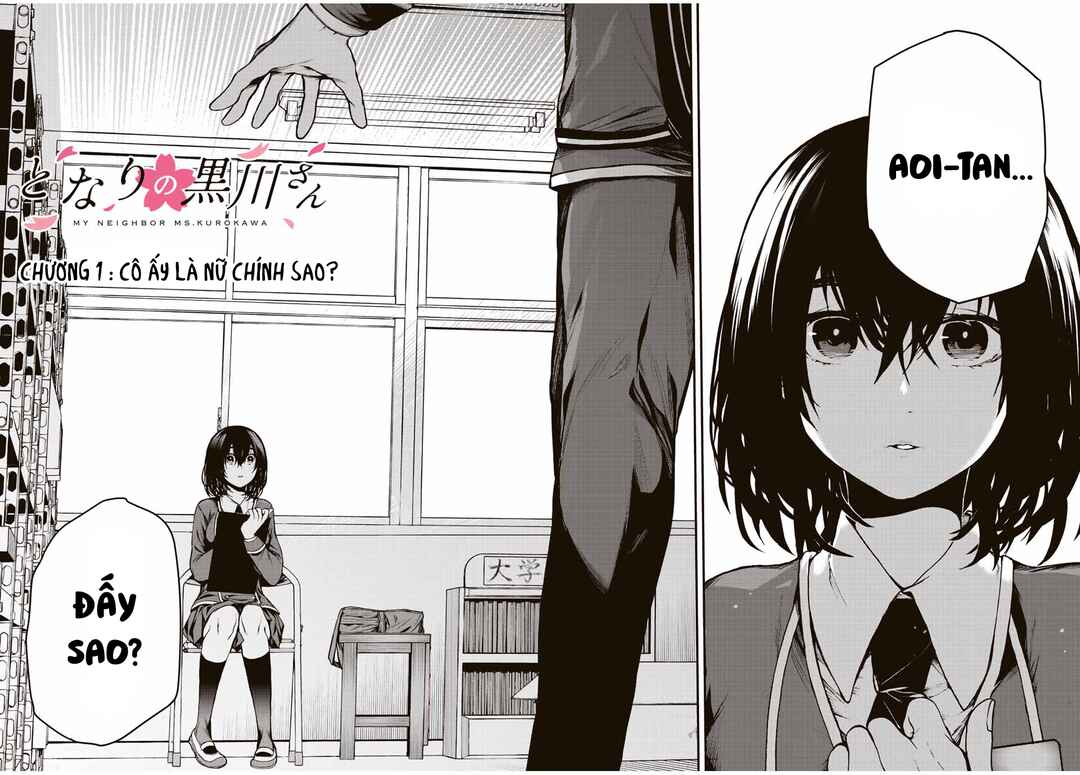 AOI-TAN...
となりの黒川さん
MY NEIGHBOR MS.KUROKAWA
CHƯƠNG 1 : CÔ ẤY LÀ NỮ CHÍNH SAO?
大学
ĐẤY
SAO?